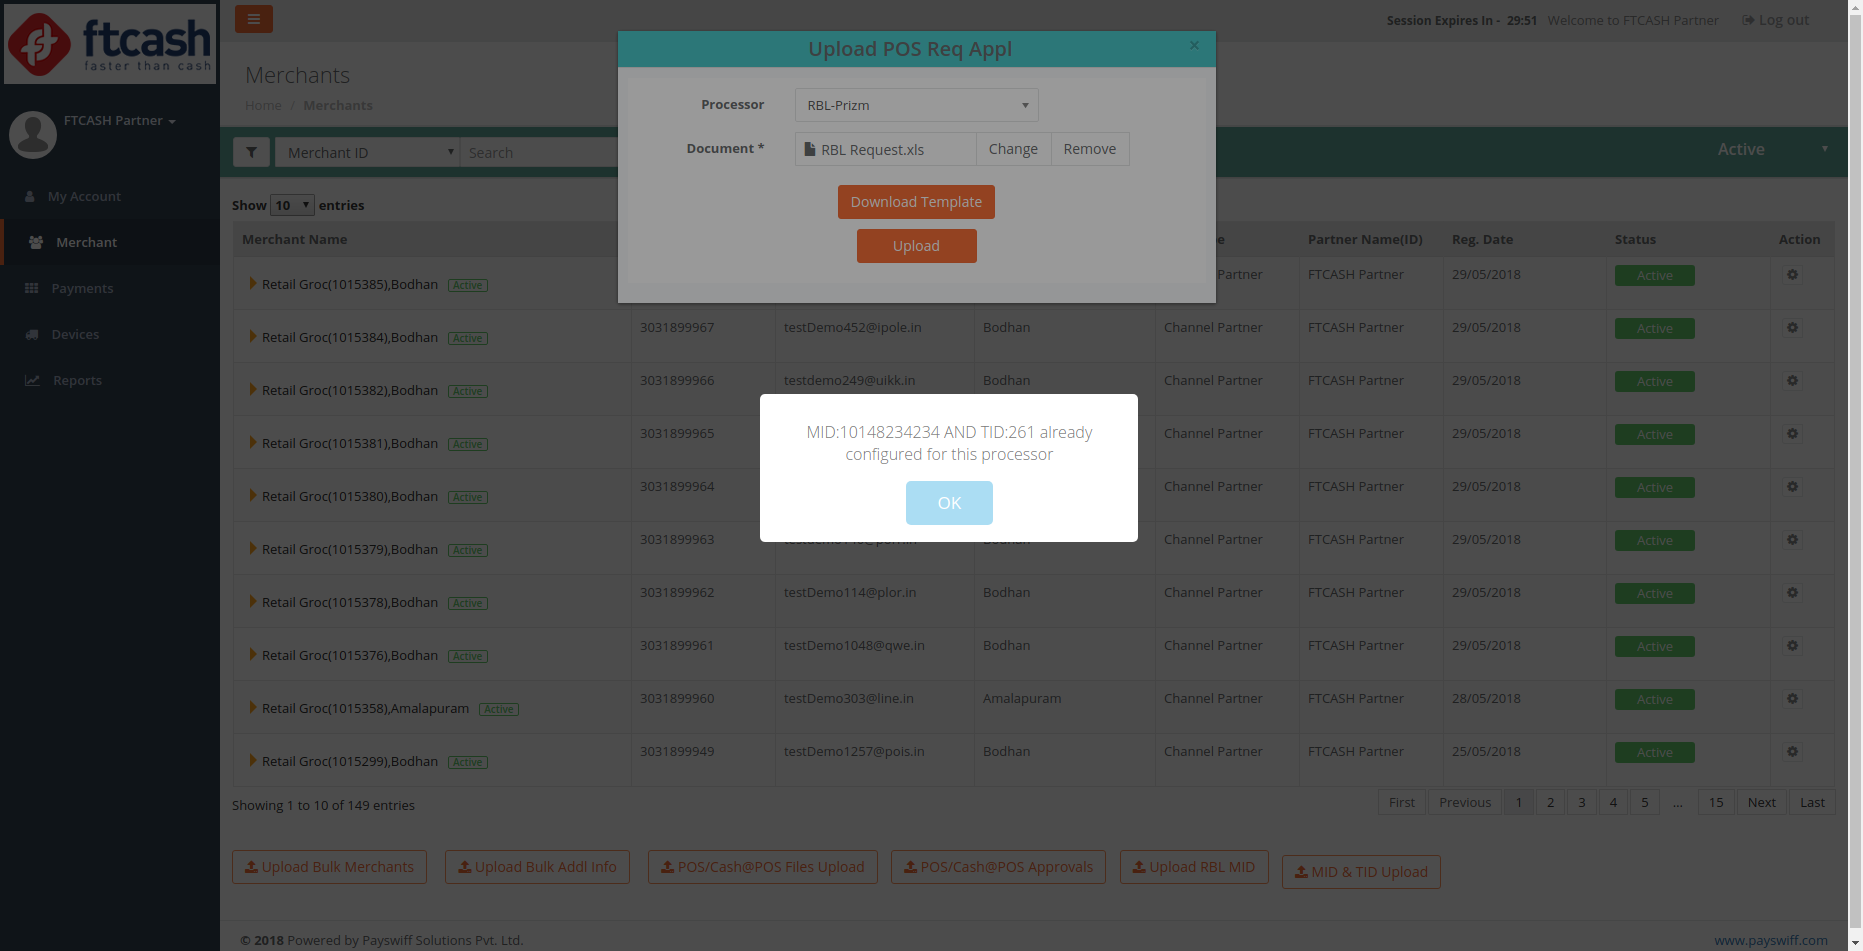 ftcash
faster than cash
Session Expires In - 29:51 Welcome to FTCASH Partner Log out
Upload POS Req Appl ×
Merchants
Home / Merchants
FTCASH Partner
Processor RBL-Prizm
Document * RBL Request.xls Change Remove
Merchant ID Search Active
Download Template
Upload
My Account
Merchant
Payments
Devices
Reports
Show 10 entries
Merchant Name e Partner Name(ID) Reg. Date Status Action
Retail Groc(1015385),Bodhan Active Partner FTCASH Partner 29/05/2018 Active
Retail Groc(1015384),Bodhan Active 3031899967 testDemo452@ipole.in Bodhan Channel Partner FTCASH Partner 29/05/2018 Active
Retail Groc(1015382),Bodhan Active 3031899966 testdemo249@uikk.in Bodhan Channel Partner FTCASH Partner 29/05/2018 Active
Retail Groc(1015381),Bodhan Active 3031899965 Channel Partner FTCASH Partner 29/05/2018 Active
Retail Groc(1015380),Bodhan Active 3031899964 Channel Partner FTCASH Partner 29/05/2018 Active
Retail Groc(1015379),Bodhan Active 3031899963 Bodhan Channel Partner FTCASH Partner 29/05/2018 Active
Retail Groc(1015378),Bodhan Active 3031899962 testDemo114@plor.in Bodhan Channel Partner FTCASH Partner 29/05/2018 Active
Retail Groc(1015376),Bodhan Active 3031899961 testDemo1048@qwe.in Bodhan Channel Partner FTCASH Partner 29/05/2018 Active
Retail Groc(1015358),Amalapuram Active 3031899960 testDemo303@line.in Amalapuram Channel Partner FTCASH Partner 28/05/2018 Active
Retail Groc(1015299),Bodhan Active 3031899949 testDemo1257@pois.in Bodhan Channel Partner FTCASH Partner 25/05/2018 Active
MID:10148234234 AND TID:261 already
configured for this processor
OK
Showing 1 to 10 of 149 entries
First Previous 1 2 3 4 5 ... 15 Next Last
Upload Bulk Merchants Upload Bulk Addl Info POS/Cash@POS Files Upload POS/Cash@POS Approvals Upload RBL MID MID & TID Upload
© 2018 Powered by Payswiff Solutions Pvt. Ltd. www.payswiff.com